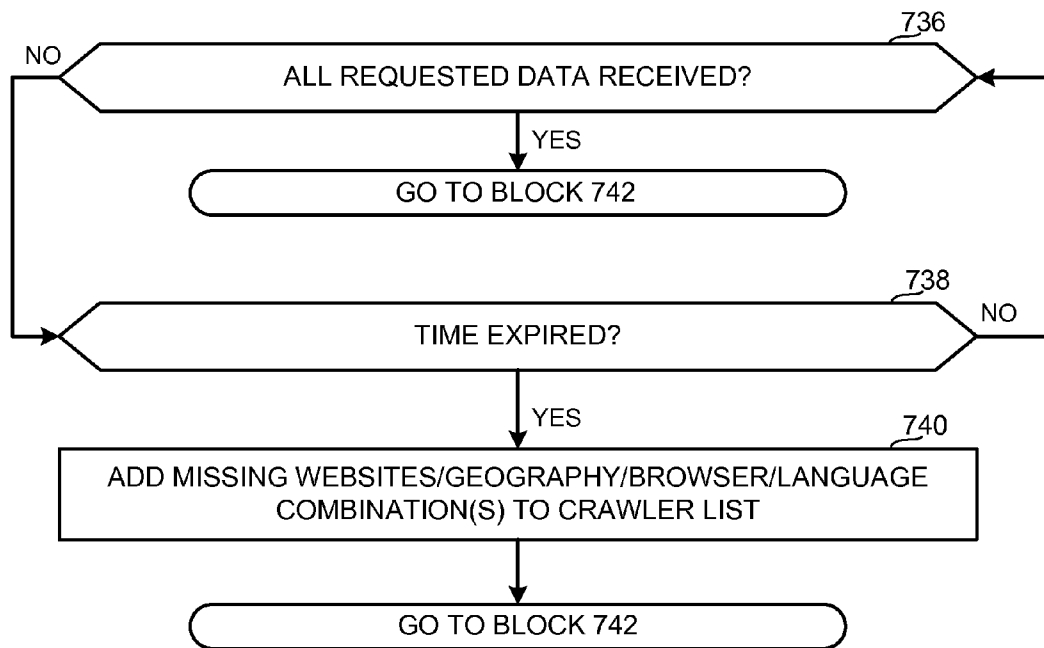 736
NO
ALL REQUESTED DATA RECEIVED?
YES
GO TO BLOCK 742
738
NO
TIME EXPIRED?
YES
740
ADD MISSING WEBSITES/GEOGRAPHY/BROWSER/LANGUAGE
COMBINATION(S) TO CRAWLER LIST
GO TO BLOCK 742